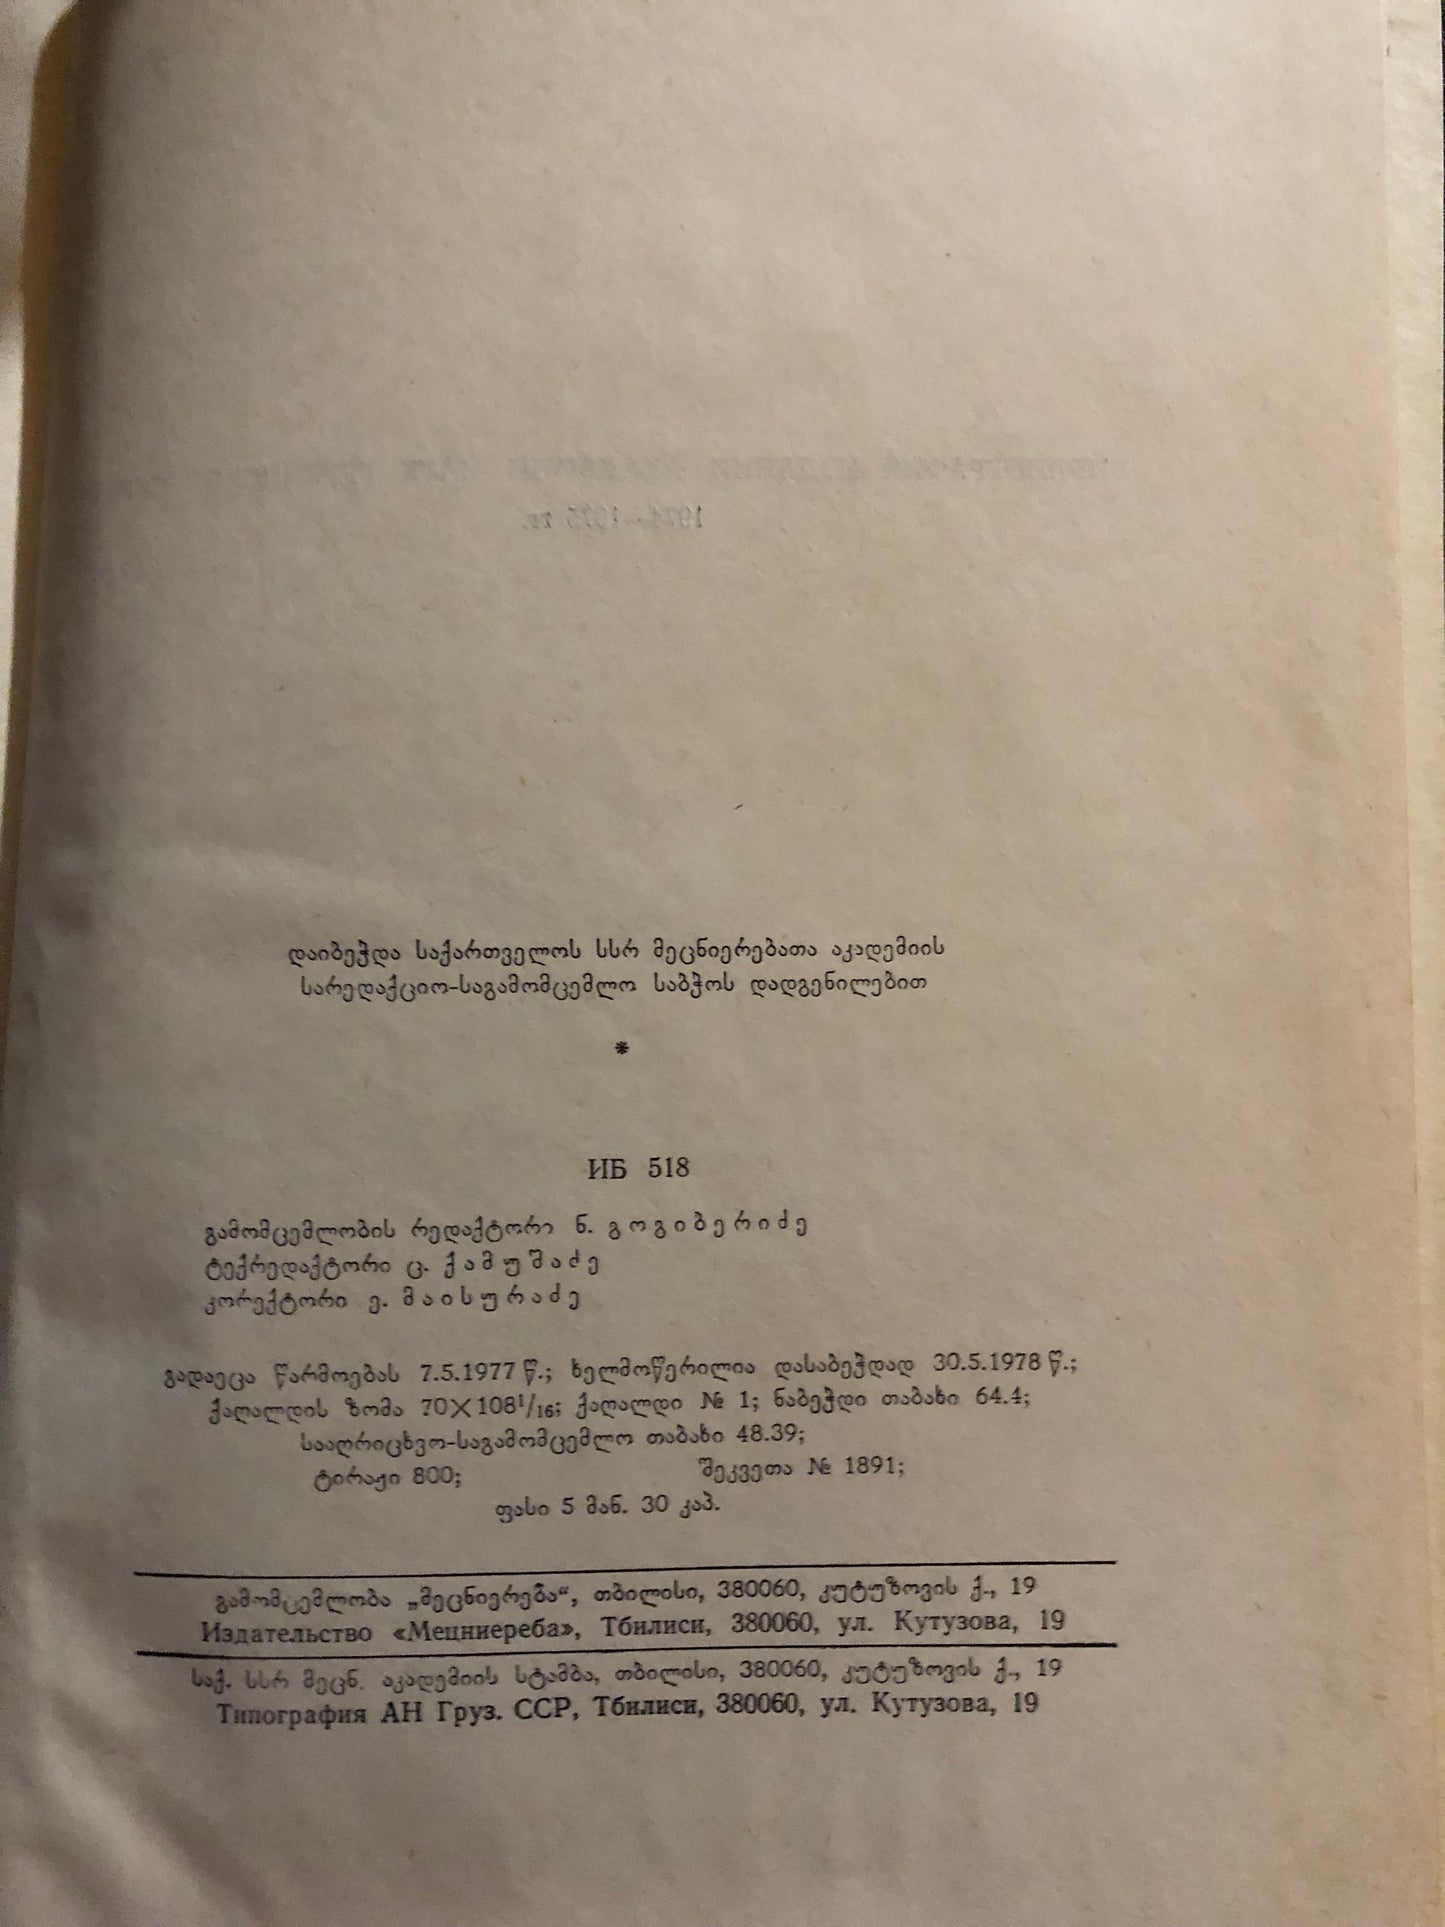 დაიბეჭდა საქართველოს სსრ მეცნიერებათა აკადემიის
სარედაქციო-საგამომცემლო საბჭოს დადგენილებით
*
ИБ 518
გამომცემლობის რედაქტორი ნ. გოგიბერიძე
ტექრედაქტორი ც. ქამუშაძე
კორექტორი ე. მაისურაძე
გადაეცა წარმოებას 7.5.1977 წ.; ხელმოწერილია დასაბეჭდად 30.5.1978 წ.;
ქაღალდის ზომა 70×108¹/₁₆; ქაღალდი № 1; ნაბეჭდი თაბახი 64.4;
სააღრიცხვო-საგამომცემლო თაბახი 48.39;
ტირაჟი 800; შეკვეთა № 1891;
ფასი 5 მან. 30 კაპ.
გამომცემლობა „მეცნიერება“, თბილისი, 380060, კუტუზოვის ქ., 19
Издательство «Мецниереба», Тбилиси, 380060, ул. Кутузова, 19
საქ. სსრ მეცნ. აკადემიის სტამბა, თბილისი, 380060, კუტუზოვის ქ., 19
Типография АН Груз. ССР, Тбилиси, 380060, ул. Кутузова, 19